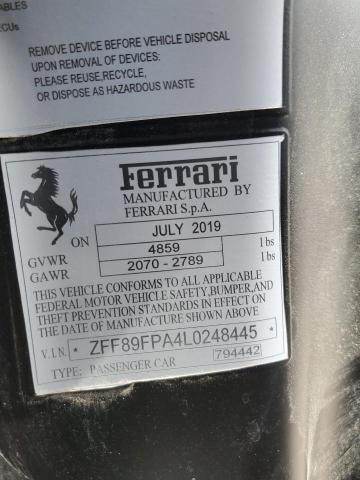 ABLES
ECUs
REMOVE DEVICE BEFORE VEHICLE DISPOSAL
UPON REMOVAL OF DEVICES:
PLEASE REUSE,RECYCLE,
OR DISPOSE AS HAZARDOUS WASTE
Ferrari
MANUFACTURED BY
FERRARI S.p.A.
ON JULY 2019
GVWR 4859 lbs
GAWR 2070 - 2789 lbs
THIS VEHICLE CONFORMS TO ALL APPLICABLE
FEDERAL MOTOR VEHICLE SAFETY,BUMPER,AND
THEFT PREVENTION STANDARDS IN EFFECT ON
THE DATE OF MANUFACTURE SHOWN ABOVE
V.I.N. *ZFF89FPA4L0248445*
794442
TYPE: PASSENGER CAR